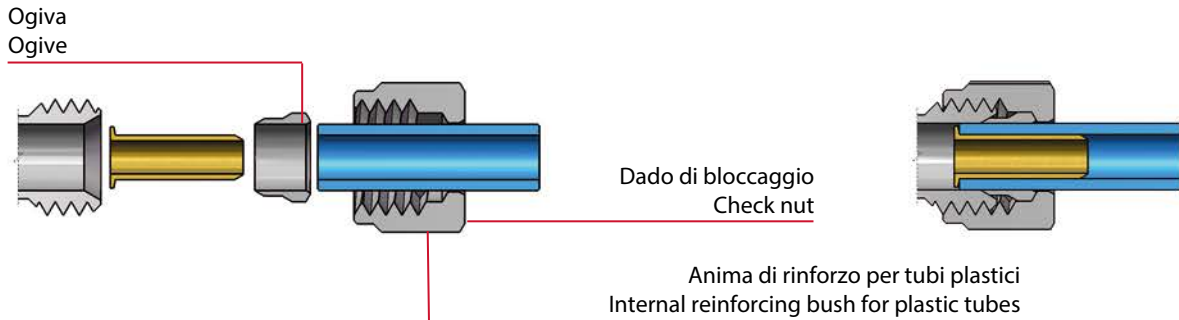 Ogiva
Ogive
Dado di bloccaggio
Check nut
Anima di rinforzo per tubi plastici
Internal reinforcing bush for plastic tubes